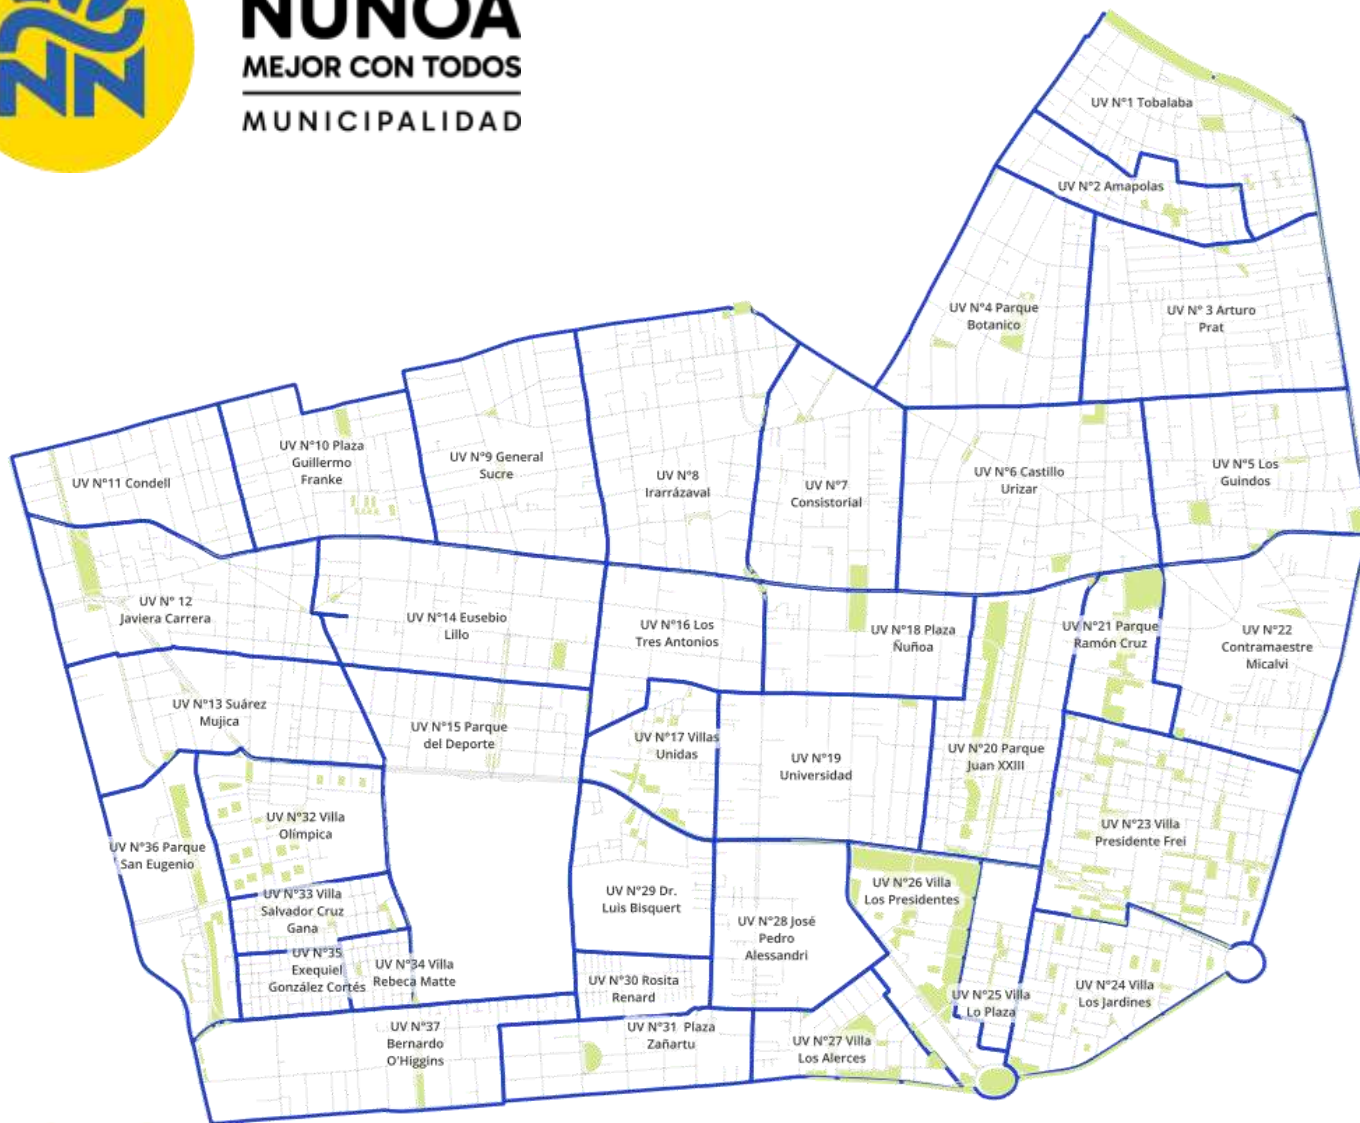 NN
ÑUÑOA
MEJOR CON TODOS
MUNICIPALIDAD
UV N°1 Tobalaba
UV N°2 Amapolas
UV N°4 Parque
Botanico
UV N° 3 Arturo
Prat
UV N°10 Plaza
Guillermo
Franke
UV N°9 General
Sucre
UV N°11 Condell
UV N°8
Irarrázaval
UV N°7
Consistorial
UV N°6 Castillo
Urizar
UV N°5 Los
Guindos
UV N° 12
Javiera Carrera
UV N°14 Eusebio
Lillo
UV N°16 Los
Tres Antonios
UV N°18 Plaza
Ñuñoa
UV N°21 Parque
Ramón Cruz
UV N°22
Contramaestre
Micalvi
UV N°13 Suárez
Mujica
UV N°15 Parque
del Deporte
UV N°17 Villas
Unidas
UV N°19
Universidad
UV N°20 Parque
Juan XXIII
UV N°32 Villa
Olímpica
UV N°23 Villa
Presidente Frei
UV N°36 Parque
San Eugenio
UV N°33 Villa
Salvador Cruz
Gana
UV N°29 Dr.
Luis Bisquert
UV N°26 Villa
Los Presidentes
UV N°28 José
Pedro
Alessandri
UV N°35
Exequiel
González Cortés
UV N°34 Villa
Rebeca Matte
UV N°30 Rosita
Renard
UV N°25 Villa
Lo Plaza
UV N°24 Villa
Los Jardines
UV N°37
Bernardo
O'Higgins
UV N°31 Plaza
Zañartu
UV N°27 Villa
Los Alerces